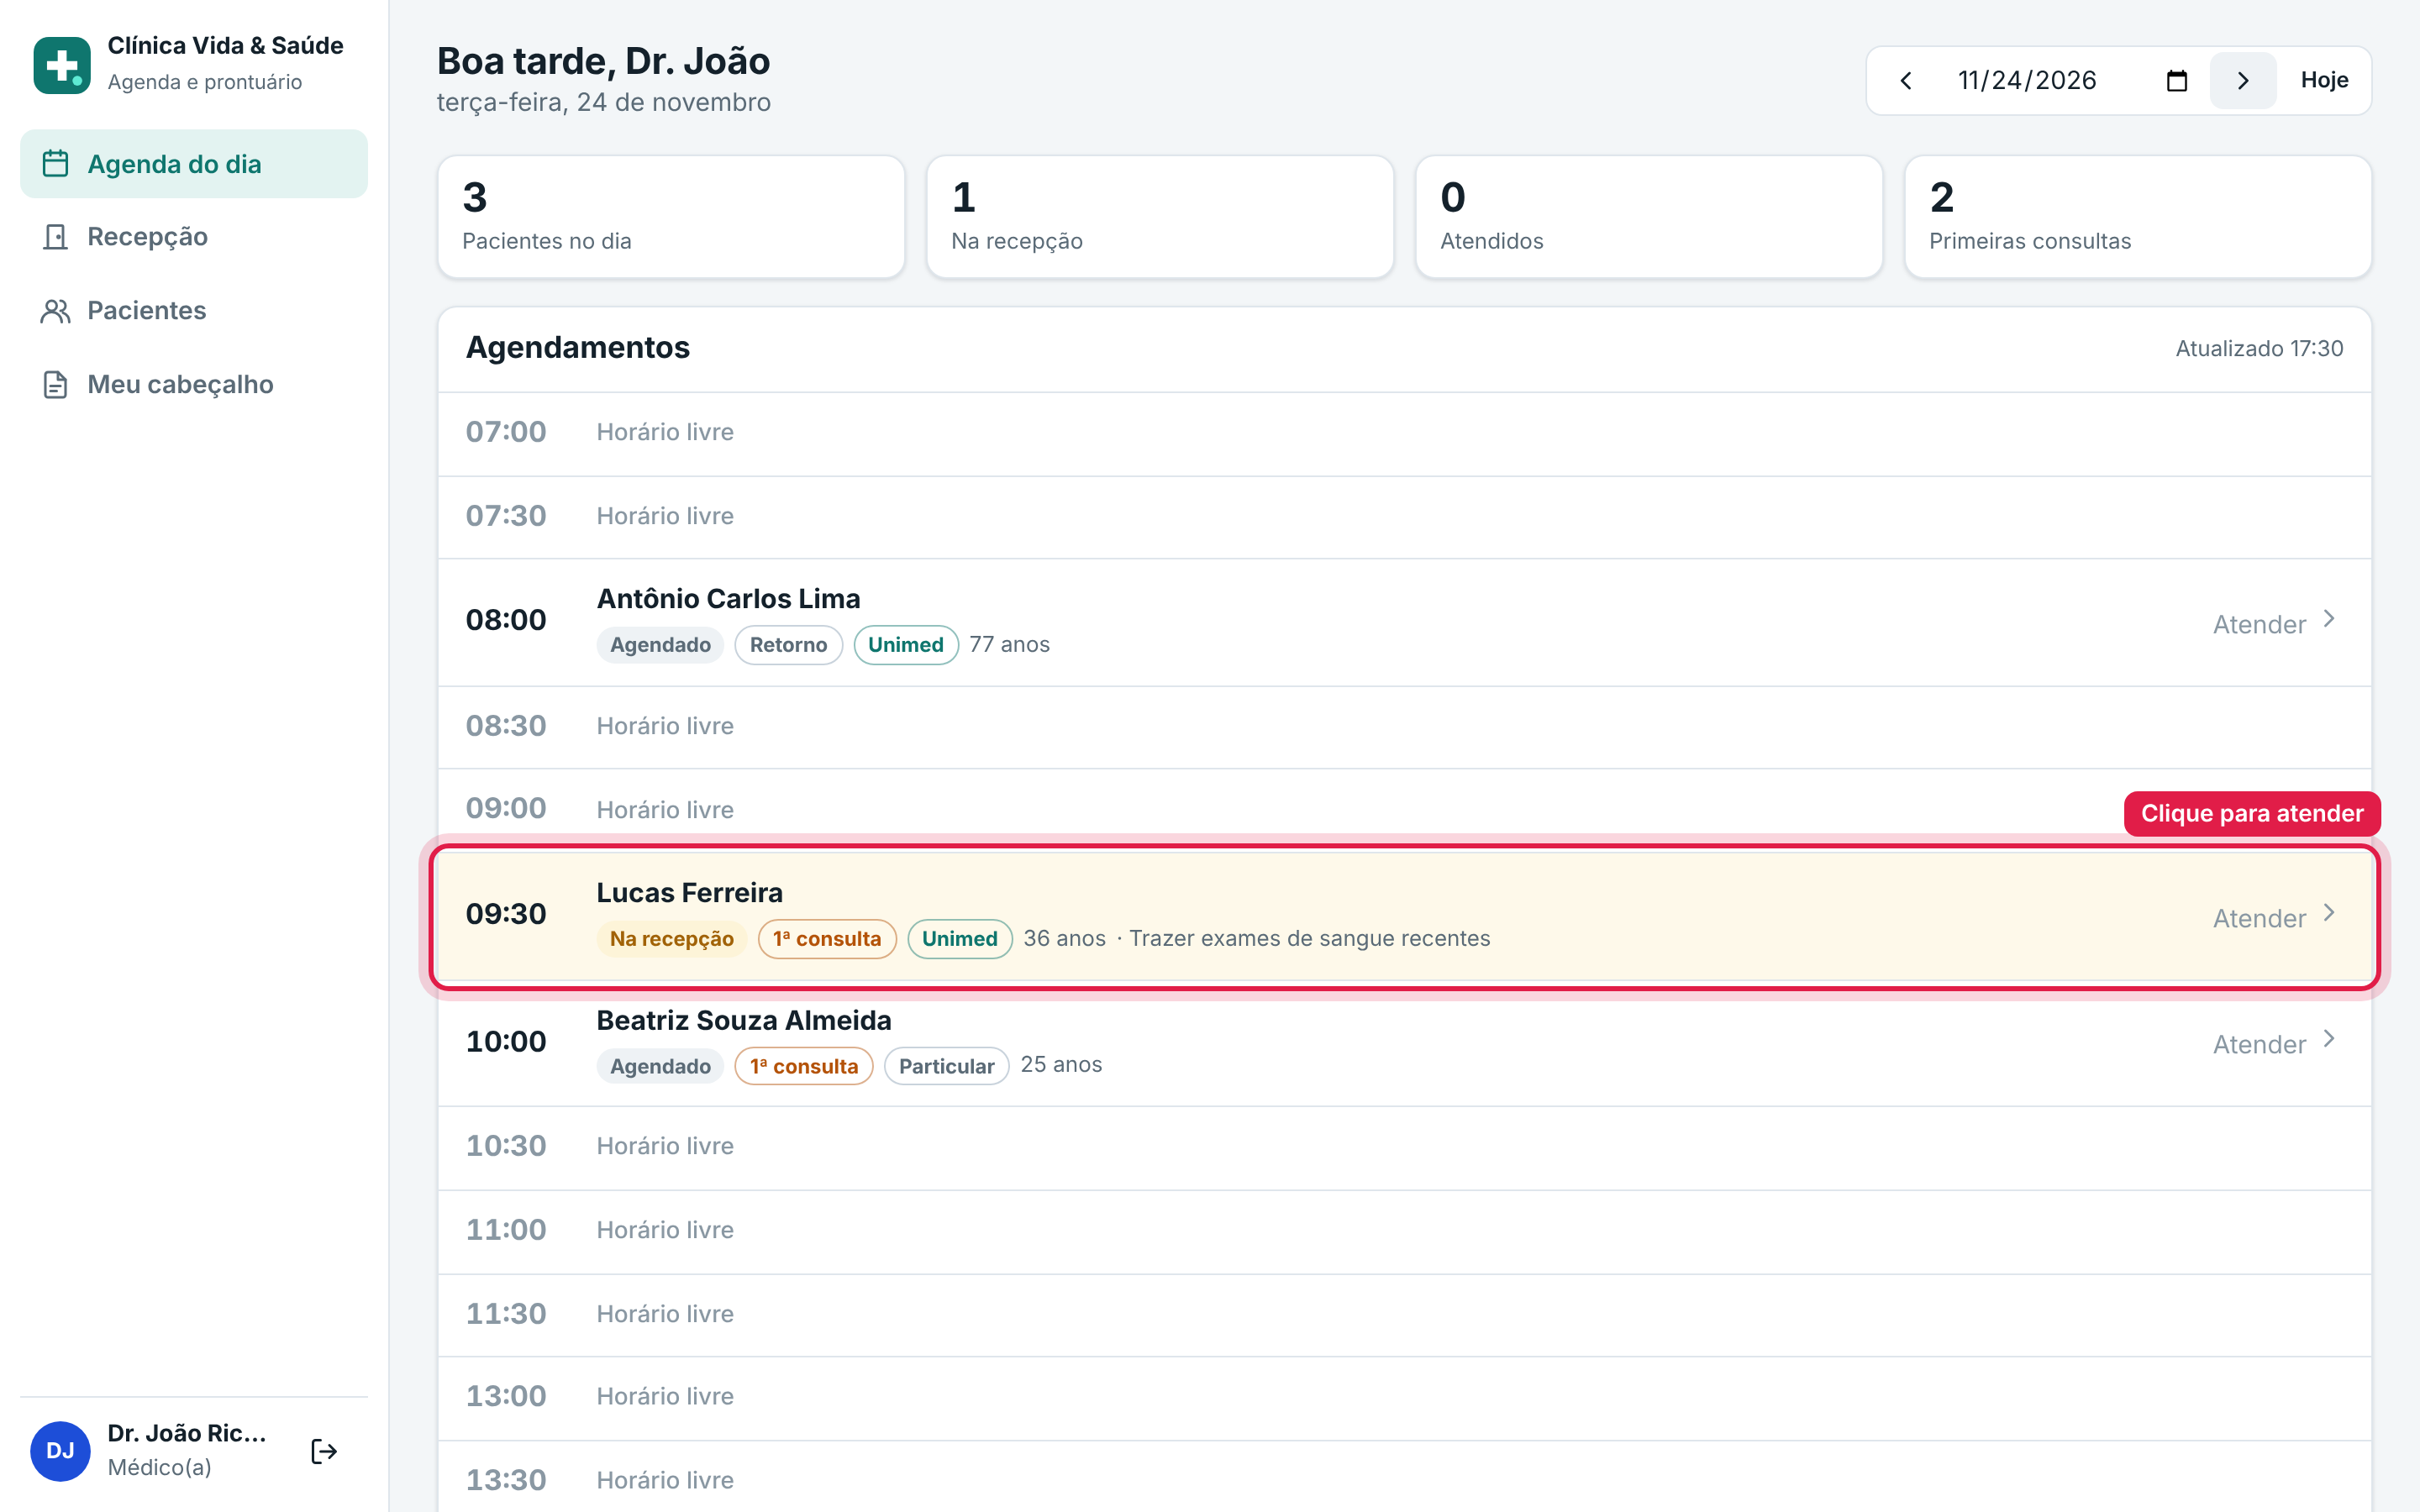 Clínica Vida & Saúde
Agenda e prontuário
Agenda do dia
Recepção
Pacientes
Meu cabeçalho
DJ
Dr. João Ric...
Médico(a)
Boa tarde, Dr. João
terça-feira, 24 de novembro
11/24/2026
Hoje
3
Pacientes no dia
1
Na recepção
0
Atendidos
2
Primeiras consultas
Agendamentos
Atualizado 17:30
07:00 Horário livre
07:30 Horário livre
08:00 Antônio Carlos Lima
Agendado Retorno Unimed 77 anos
Atender
08:30 Horário livre
09:00 Horário livre
Clique para atender
09:30 Lucas Ferreira
Na recepção 1ª consulta Unimed 36 anos · Trazer exames de sangue recentes
Atender
10:00 Beatriz Souza Almeida
Agendado 1ª consulta Particular 25 anos
Atender
10:30 Horário livre
11:00 Horário livre
11:30 Horário livre
13:00 Horário livre
13:30 Horário livre